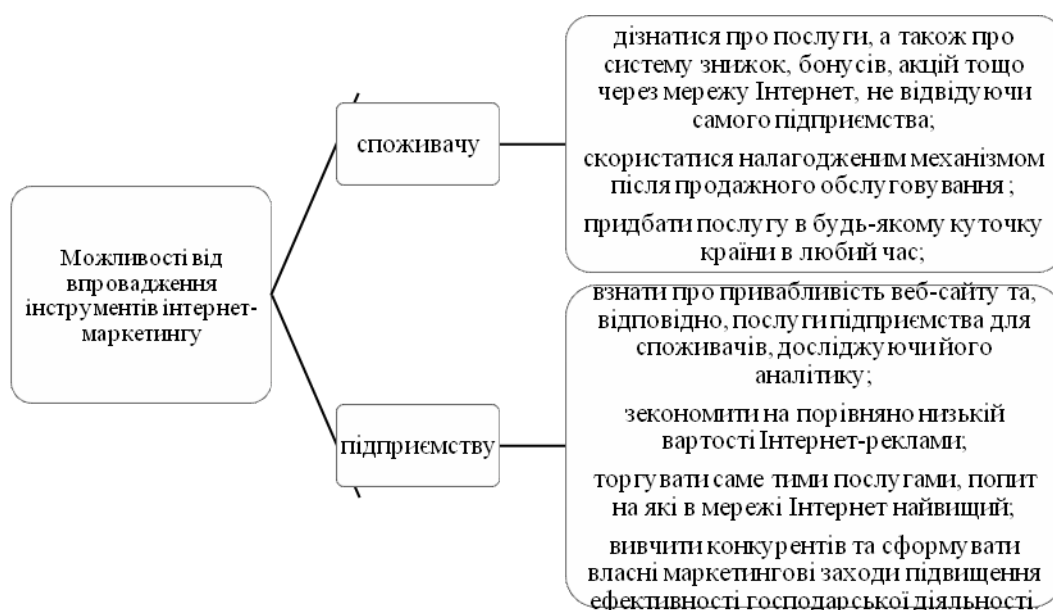 Можливості від
впровадження
інструментів інтернет-
маркетингу
споживачу
дізнатися про послуги, а також про
систему знижок, бонусів, акцій тощо
через мережу Інтернет, не відвідуючи
самого підприємства;
скористатися налагодженим механізмом
після продажного обслуговування ;
придбати послугу в будь-якому куточку
країни в любий час;
підприємству
взнати про привабливість веб-сайту та,
відповідно, послуги підприємства для
споживачів, досліджуючи його
аналітику;
зекономити на порівняно низькій
вартості Інтернет-реклами;
торгувати саме тими послугами, попит
на які в мережі Інтернет найвищий;
вивчити конкурентів та сформувати
власні маркетингові заходи підвищення
ефективності господарської діяльності.